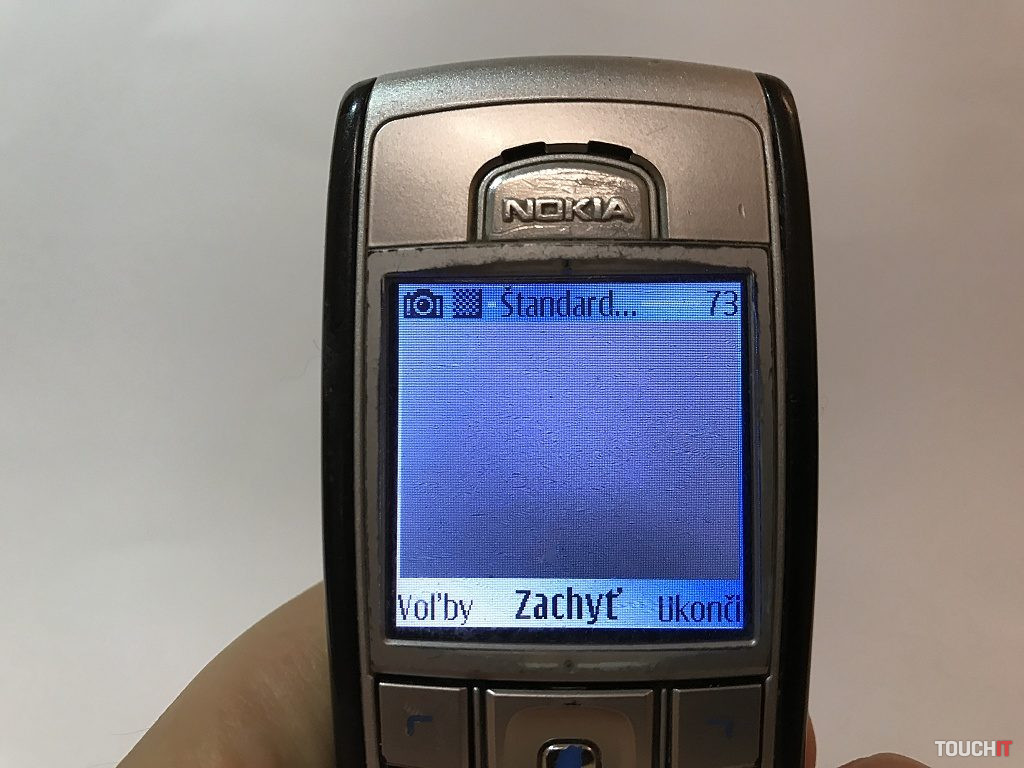 NOKIA
Štandard... 73
Voľby Zachyť Ukonči
TOUCHIT